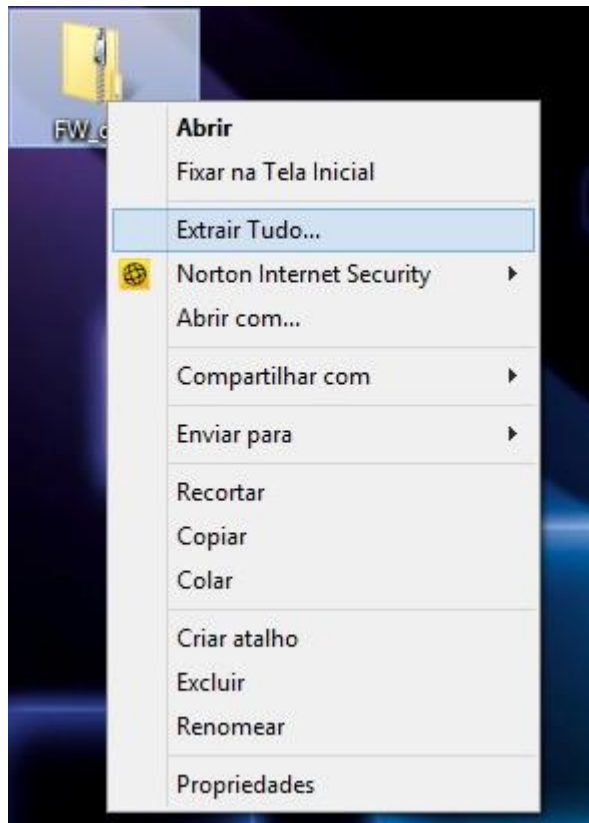 Abrir
Fixar na Tela Inicial
Extrair Tudo...
Norton Internet Security
Abrir com...
Compartilhar com
Enviar para
Recortar
Copiar
Colar
Criar atalho
Excluir
Renomear
Propriedades